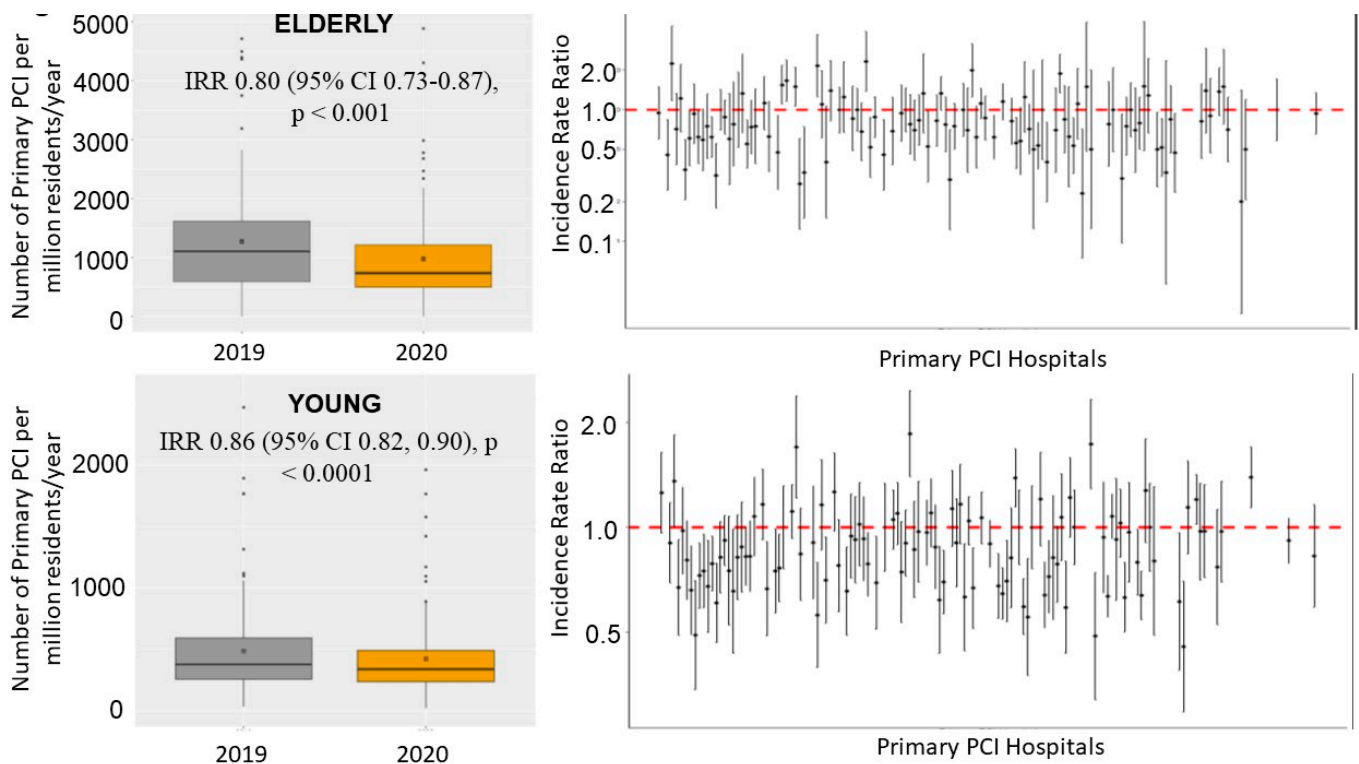 5000
4000
3000
2000
1000
0
Number of Primary PCI per
million residents/year
ELDERLY
IRR 0.80 (95% CI 0.73-0.87),
p < 0.001
2019
2020
Incidence Rate Ratio
2.0
1.0
0.5
0.2
0.1
Primary PCI Hospitals
Number of Primary PCI per
million residents/year
2000
1000
0
YOUNG
IRR 0.86 (95% CI 0.82, 0.90), p
< 0.0001
2019
2020
Incidence Rate Ratio
2.0
1.0
0.5
Primary PCI Hospitals